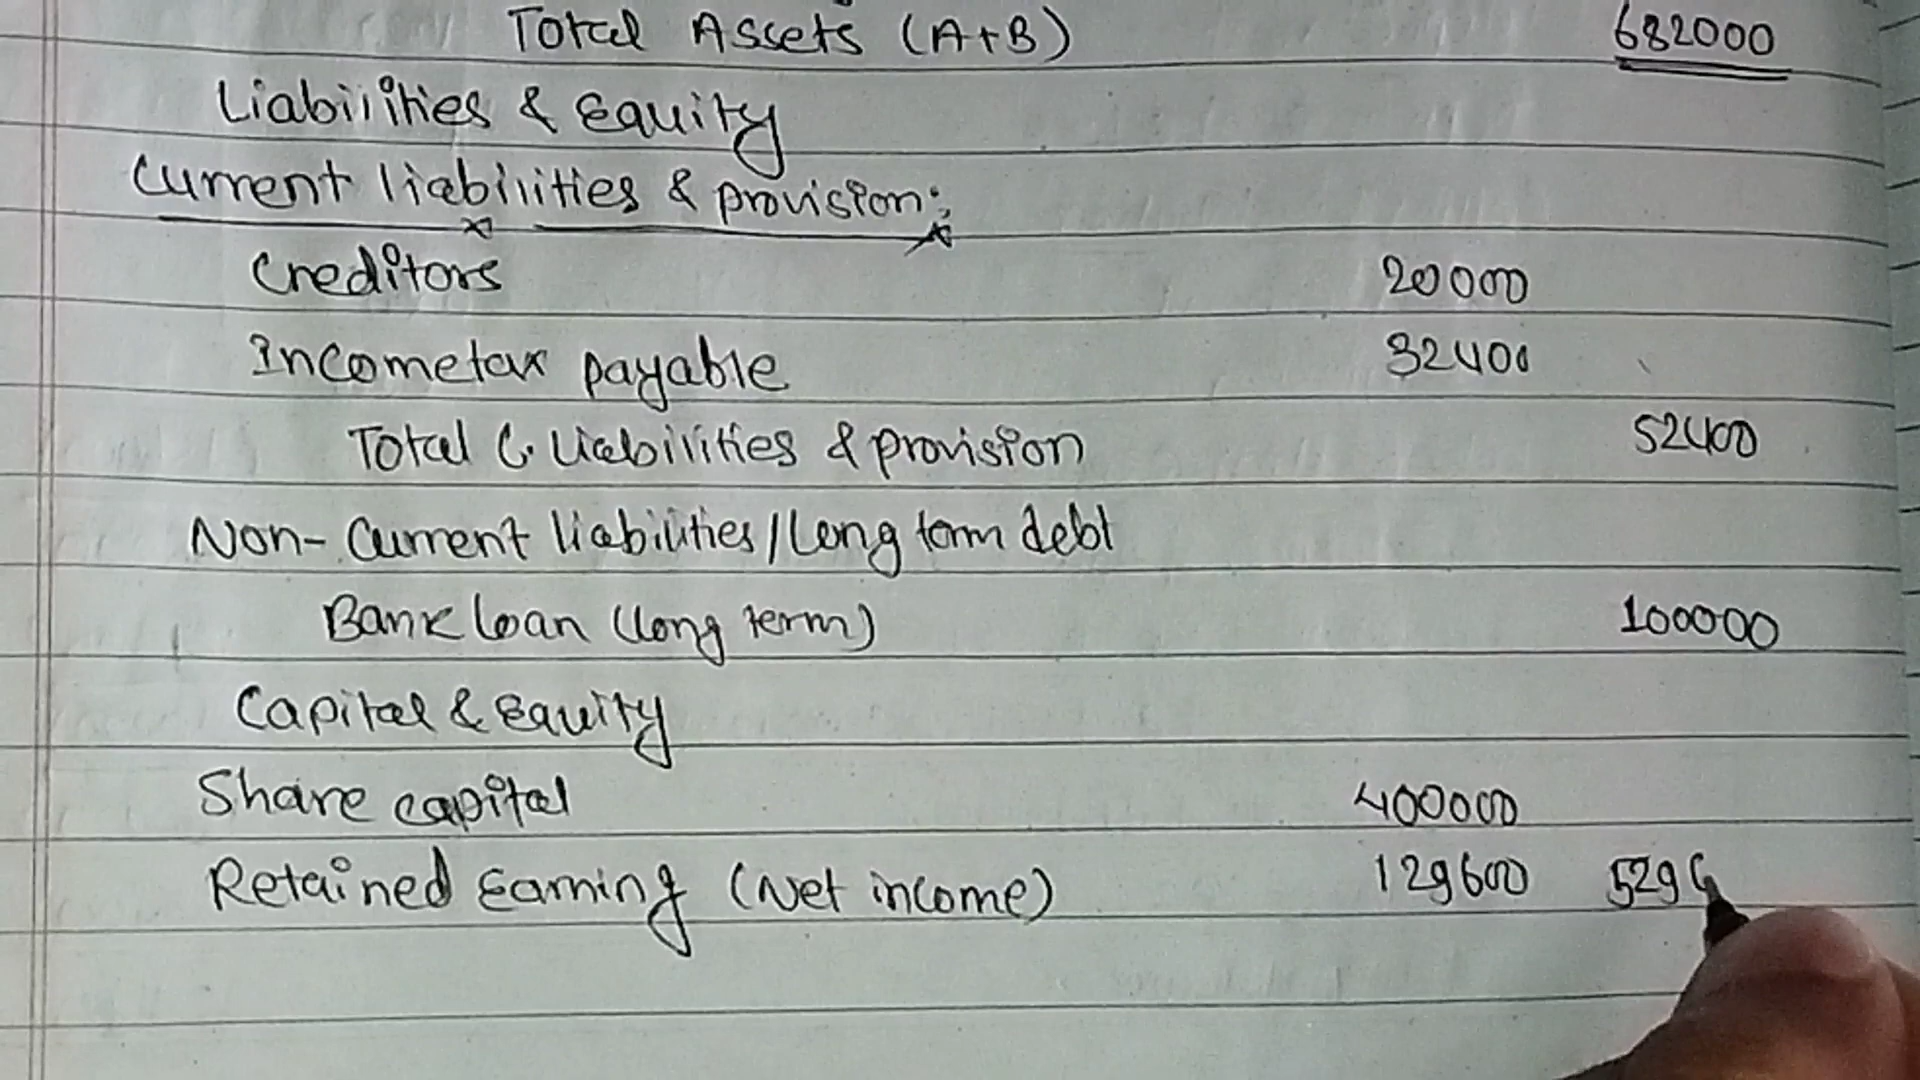 Total Assets (A+B) 682000
Liabilities & Equity
Current liabilities & provision:
Creditors 20000
Incometax payable 32400
Total C. Liabilities & provision 52400
Non-Current liabilities/Long term debt
Bank loan (long term) 100000
Capital & Equity
Share capital 400000
Retained Earning (Net income) 129600 5296